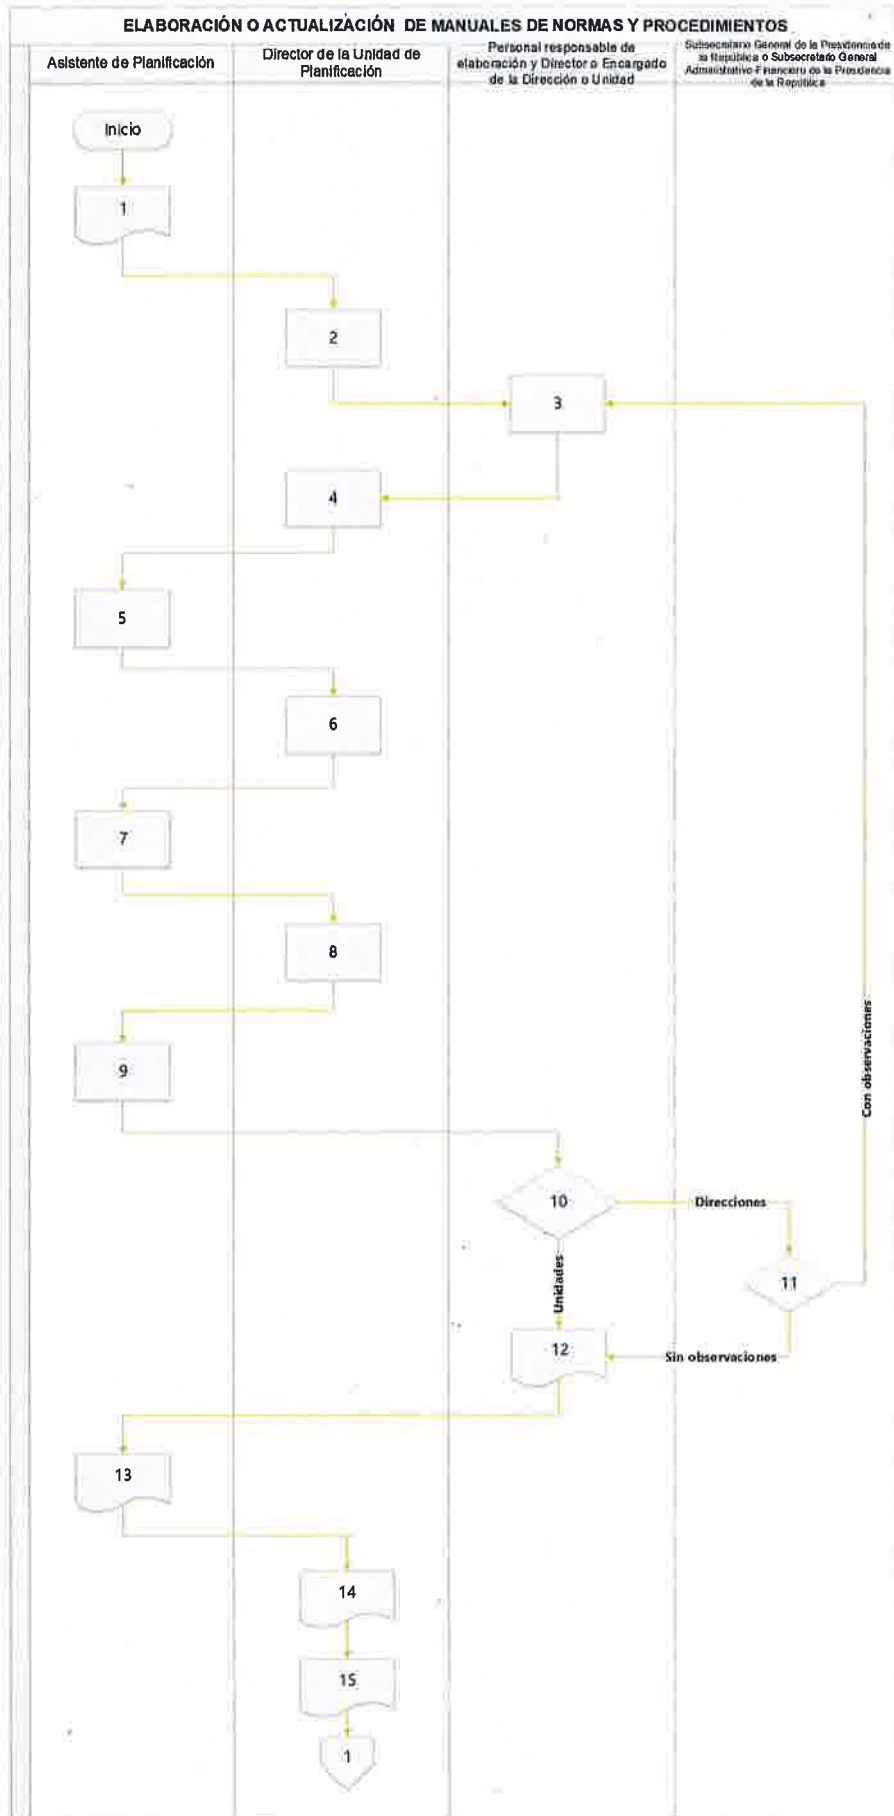 ELABORACIÓN O ACTUALIZACIÓN DE MANUALES DE NORMAS Y PROCEDIMIENTOS
Asistente de Planificación
Director de la Unidad de
Planificación
Personal responsable de
elaboración y Director o Encargado
de la Dirección o Unidad
Subsecretario General de la Presidencia de
la República o Subsecretario General
Administrativo Financiero de la Presidencia
de la República
Inicio
1
2
3
4
5
6
7
8
9
Con observaciones
10
Direcciones
11
Unidades
12
Sin observaciones
13
14
15
1